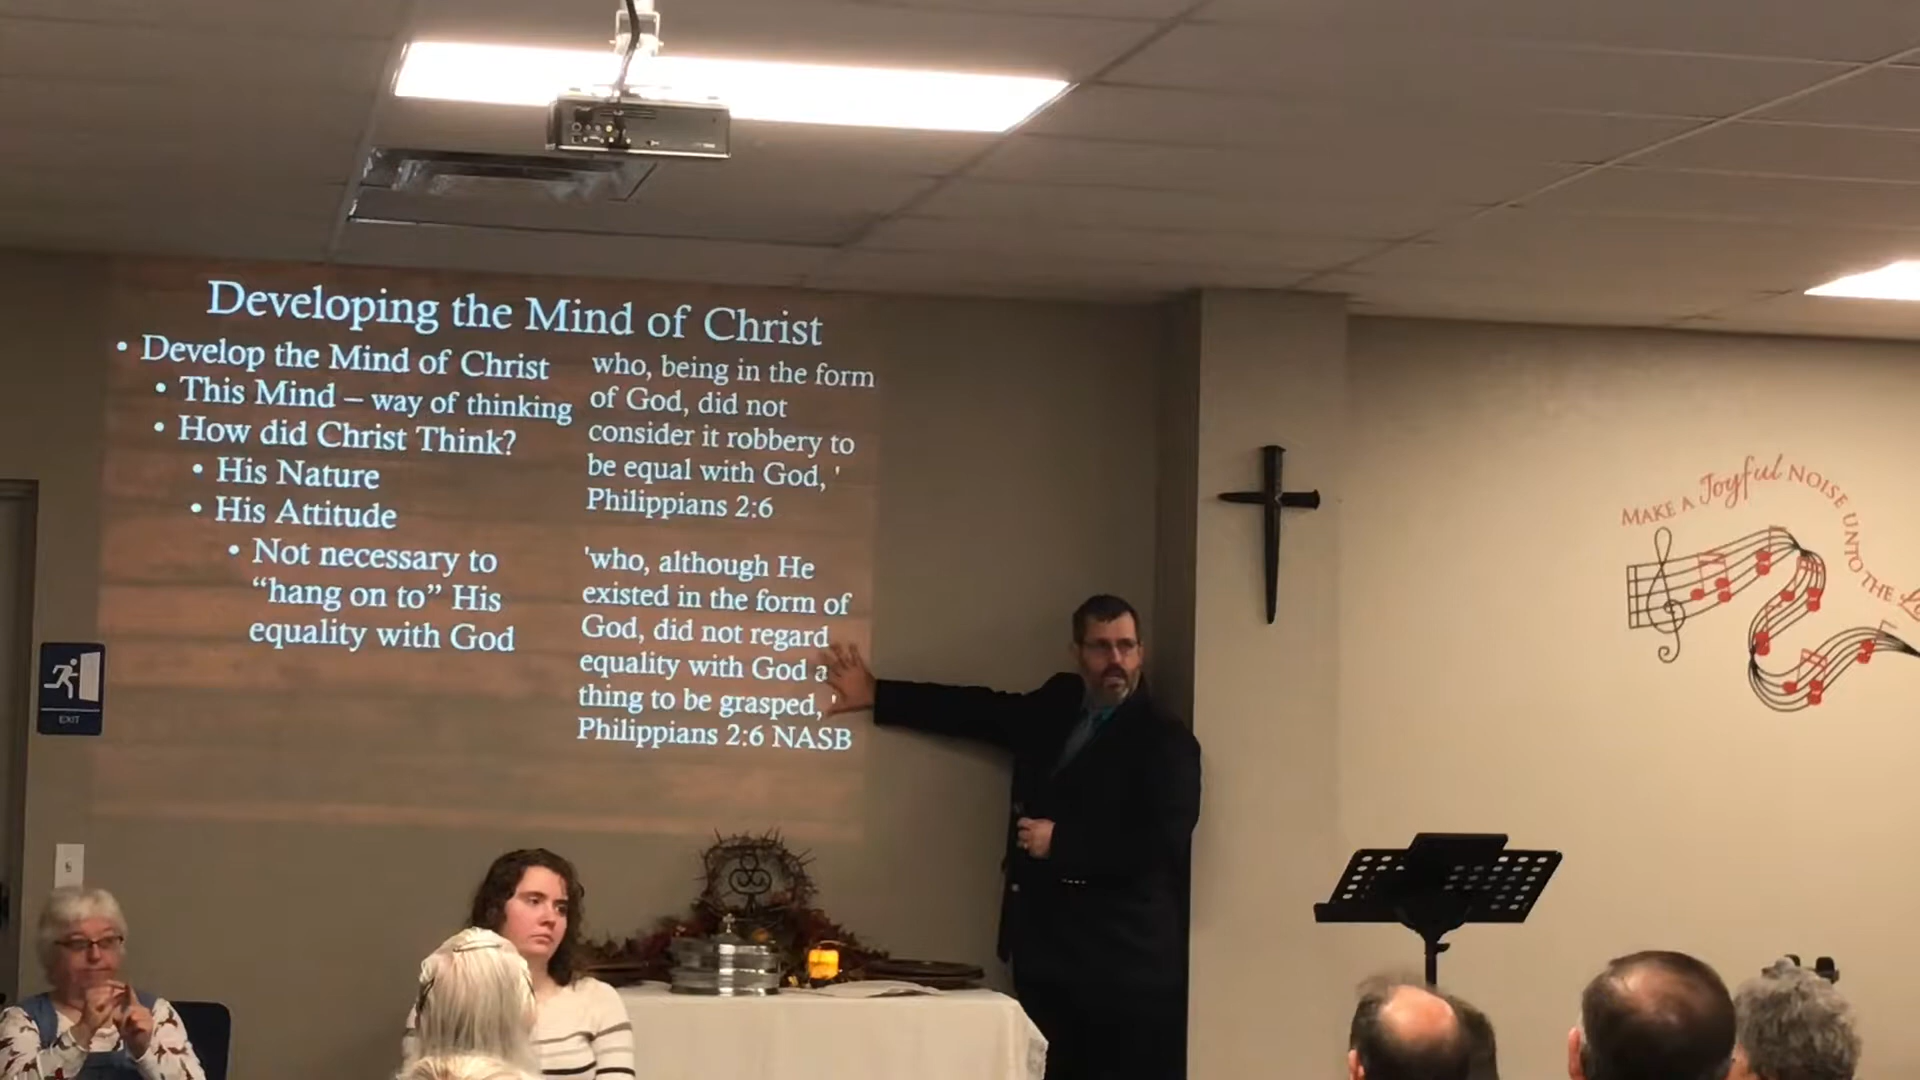 Developing the Mind of Christ
• Develop the Mind of Christ
• This Mind – way of thinking
• How did Christ Think?
• His Nature
• His Attitude
• Not necessary to
“hang on to” His
equality with God
who, being in the form
of God, did not
consider it robbery to
be equal with God, '
Philippians 2:6
'who, although He
existed in the form of
God, did not regard
equality with God a
thing to be grasped, '
Philippians 2:6 NASB
EXIT
MAKE A Joyful NOISE UNTO THE